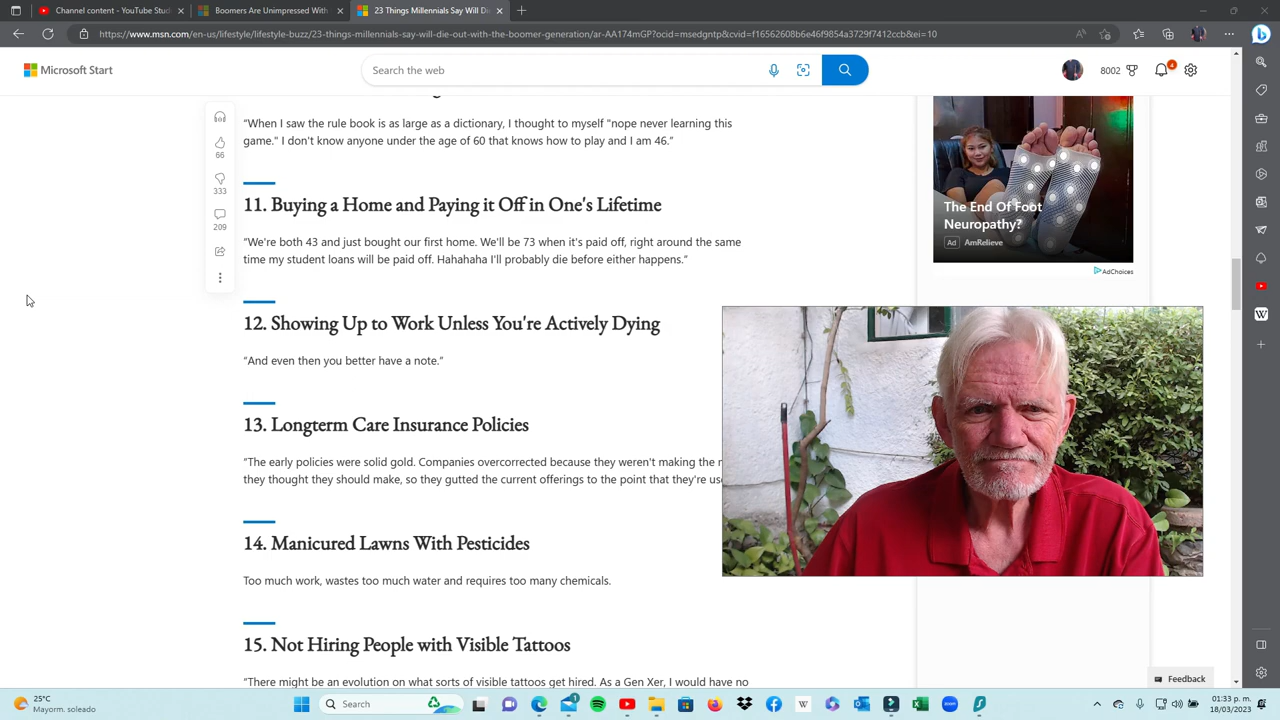 Channel content - YouTube Stud
Boomers Are Unimpressed With
23 Things Millennials Say Will Di
https://www.msn.com/en-us/lifestyle/lifestyle-buzz/23-things-millennials-say-will-die-out-with-the-boomer-generation/ar-AA174mGP?ocid=msedgntp&cvid=f16562608b6e46f9854a3729f7412ccb&ei=10
Microsoft Start
Search the web
8002
4
“When I saw the rule book is as large as a dictionary, I thought to myself "nope never learning this
game." I don't know anyone under the age of 60 that knows how to play and I am 46.”
66
333
209
11. Buying a Home and Paying it Off in One's Lifetime
“We're both 43 and just bought our first home. We'll be 73 when it's paid off, right around the same
time my student loans will be paid off. Hahahaha I'll probably die before either happens.”
12. Showing Up to Work Unless You're Actively Dying
“And even then you better have a note.”
13. Longterm Care Insurance Policies
“The early policies were solid gold. Companies overcorrected because they weren't making the
they thought they should make, so they gutted the current offerings to the point that they're
14. Manicured Lawns With Pesticides
Too much work, wastes too much water and requires too many chemicals.
15. Not Hiring People with Visible Tattoos
“There might be an evolution on what sorts of visible tattoos get hired. As a Gen Xer, I would have no
The End Of Foot
Neuropathy?
Ad AmRelieve
AdChoices
Feedback
25°C
Mayorm. soleado
Search
01:33 p. m.
18/03/2023